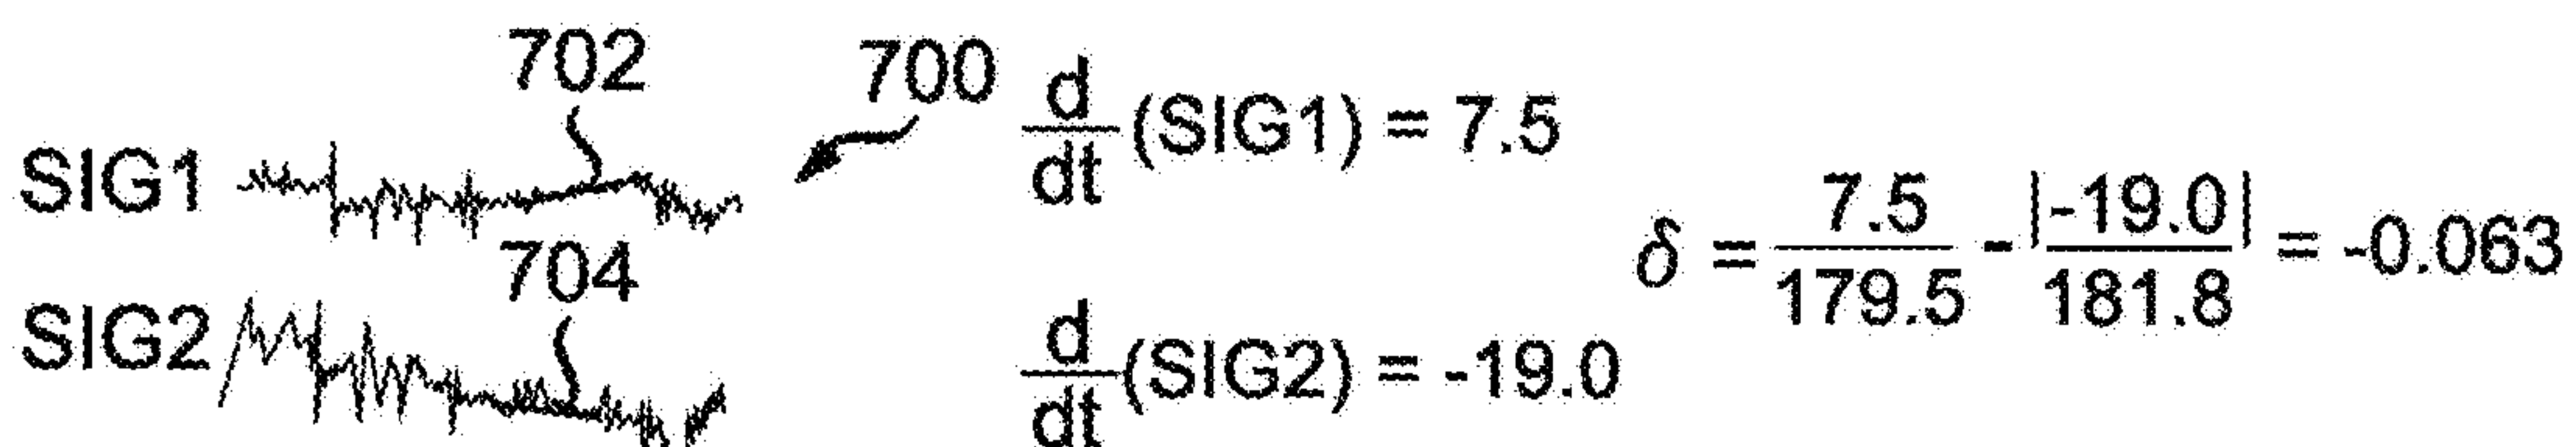 702
700
d/dt (SIG1) = 7.5
SIG1
δ = 7.5/179.5 - |-19.0|/181.8 = -0.063
704
SIG2
d/dt (SIG2) = -19.0